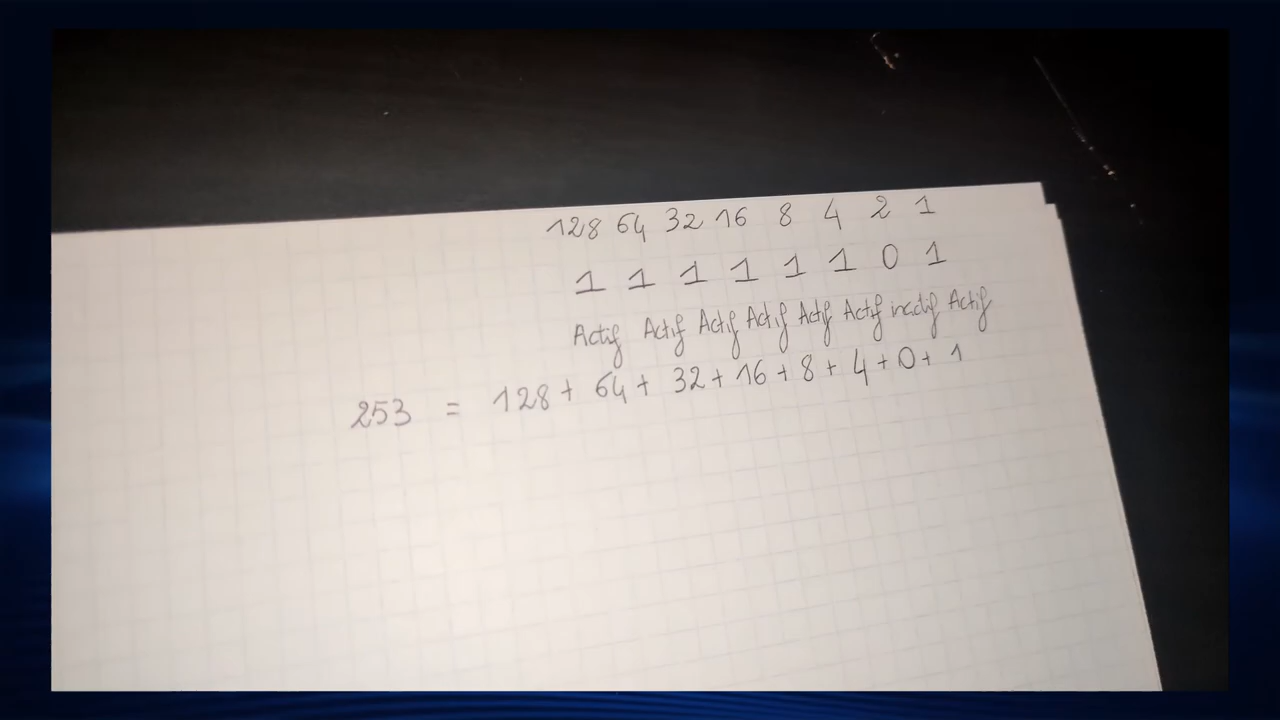 128 64 32 16 8 4 2 1
1 1 1 1 1 1 0 1
Actif Actif Actif Actif Actif Actif inactif Actif
253 = 128 + 64 + 32 + 16 + 8 + 4 + 0 + 1